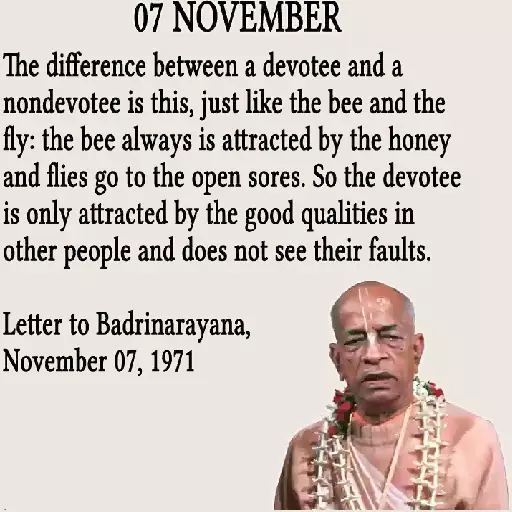 07 NOVEMBER
The difference between a devotee and a
nondevotee is this, just like the bee and the
fly: the bee always is attracted by the honey
and flies go to the open sores. So the devotee
is only attracted by the good qualities in
other people and does not see their faults.
Letter to Badrinarayana,
November 07, 1971